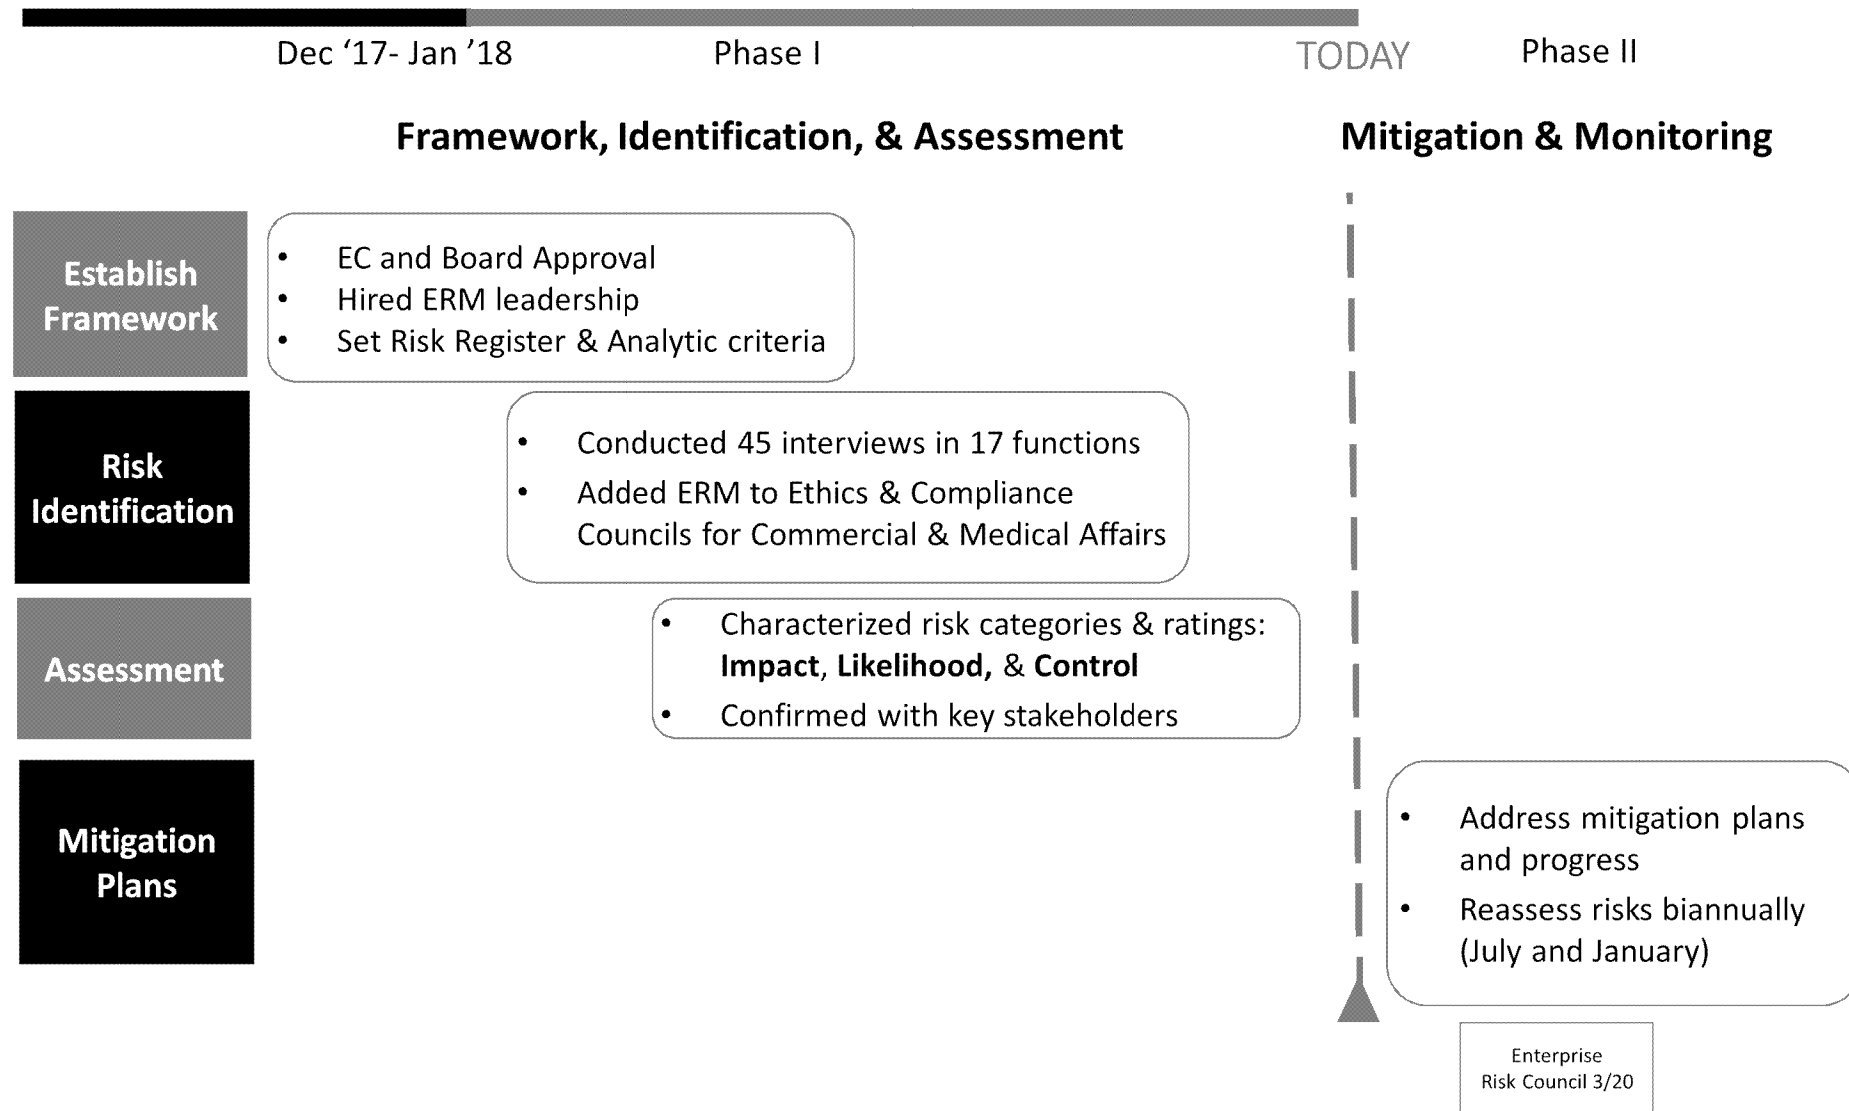 Dec ‘17- Jan ’18
Phase I
TODAY
Phase II
Framework, Identification, & Assessment
Mitigation & Monitoring
Establish
Framework
• EC and Board Approval
• Hired ERM leadership
• Set Risk Register & Analytic criteria
Risk
Identification
• Conducted 45 interviews in 17 functions
• Added ERM to Ethics & Compliance
Councils for Commercial & Medical Affairs
Assessment
• Characterized risk categories & ratings:
Impact, Likelihood, & Control
• Confirmed with key stakeholders
Mitigation
Plans
• Address mitigation plans
and progress
• Reassess risks biannually
(July and January)
Enterprise
Risk Council 3/20